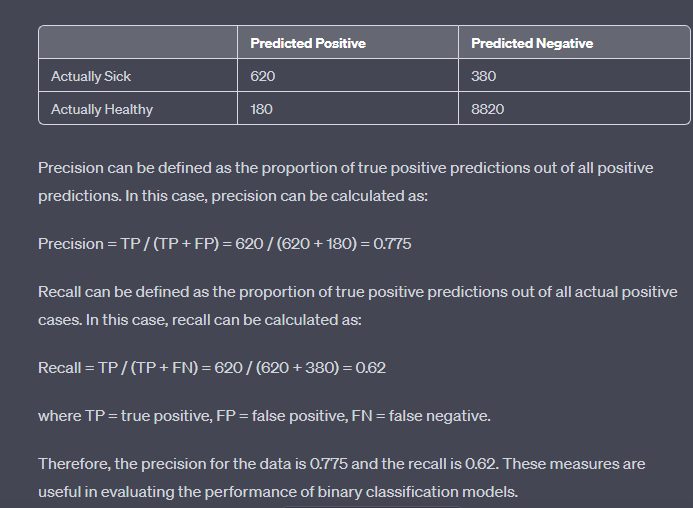 Predicted Positive Predicted Negative
Actually Sick 620 380
Actually Healthy 180 8820
Precision can be defined as the proportion of true positive predictions out of all positive
predictions. In this case, precision can be calculated as:
Precision = TP / (TP + FP) = 620 / (620 + 180) = 0.775
Recall can be defined as the proportion of true positive predictions out of all actual positive
cases. In this case, recall can be calculated as:
Recall = TP / (TP + FN) = 620 / (620 + 380) = 0.62
where TP = true positive, FP = false positive, FN = false negative.
Therefore, the precision for the data is 0.775 and the recall is 0.62. These measures are
useful in evaluating the performance of binary classification models.